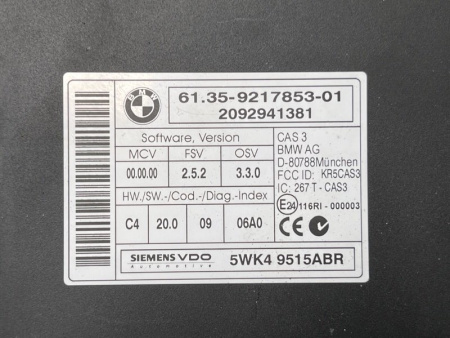 BMW
61.35-9217853-01
2092941381
Software, Version
MCV FSV OSV
00.00.00 2.5.2 3.3.0
HW./SW.-/Cod.-/Diag.-Index
C4 20.0 09 06A0
CAS 3
BMW AG
D-80788München
FCC ID: KR5CAS3
IC: 267 T - CAS3
E24 116RI - 000003
CE
SIEMENS VDO
Automotive
5WK4 9515ABR